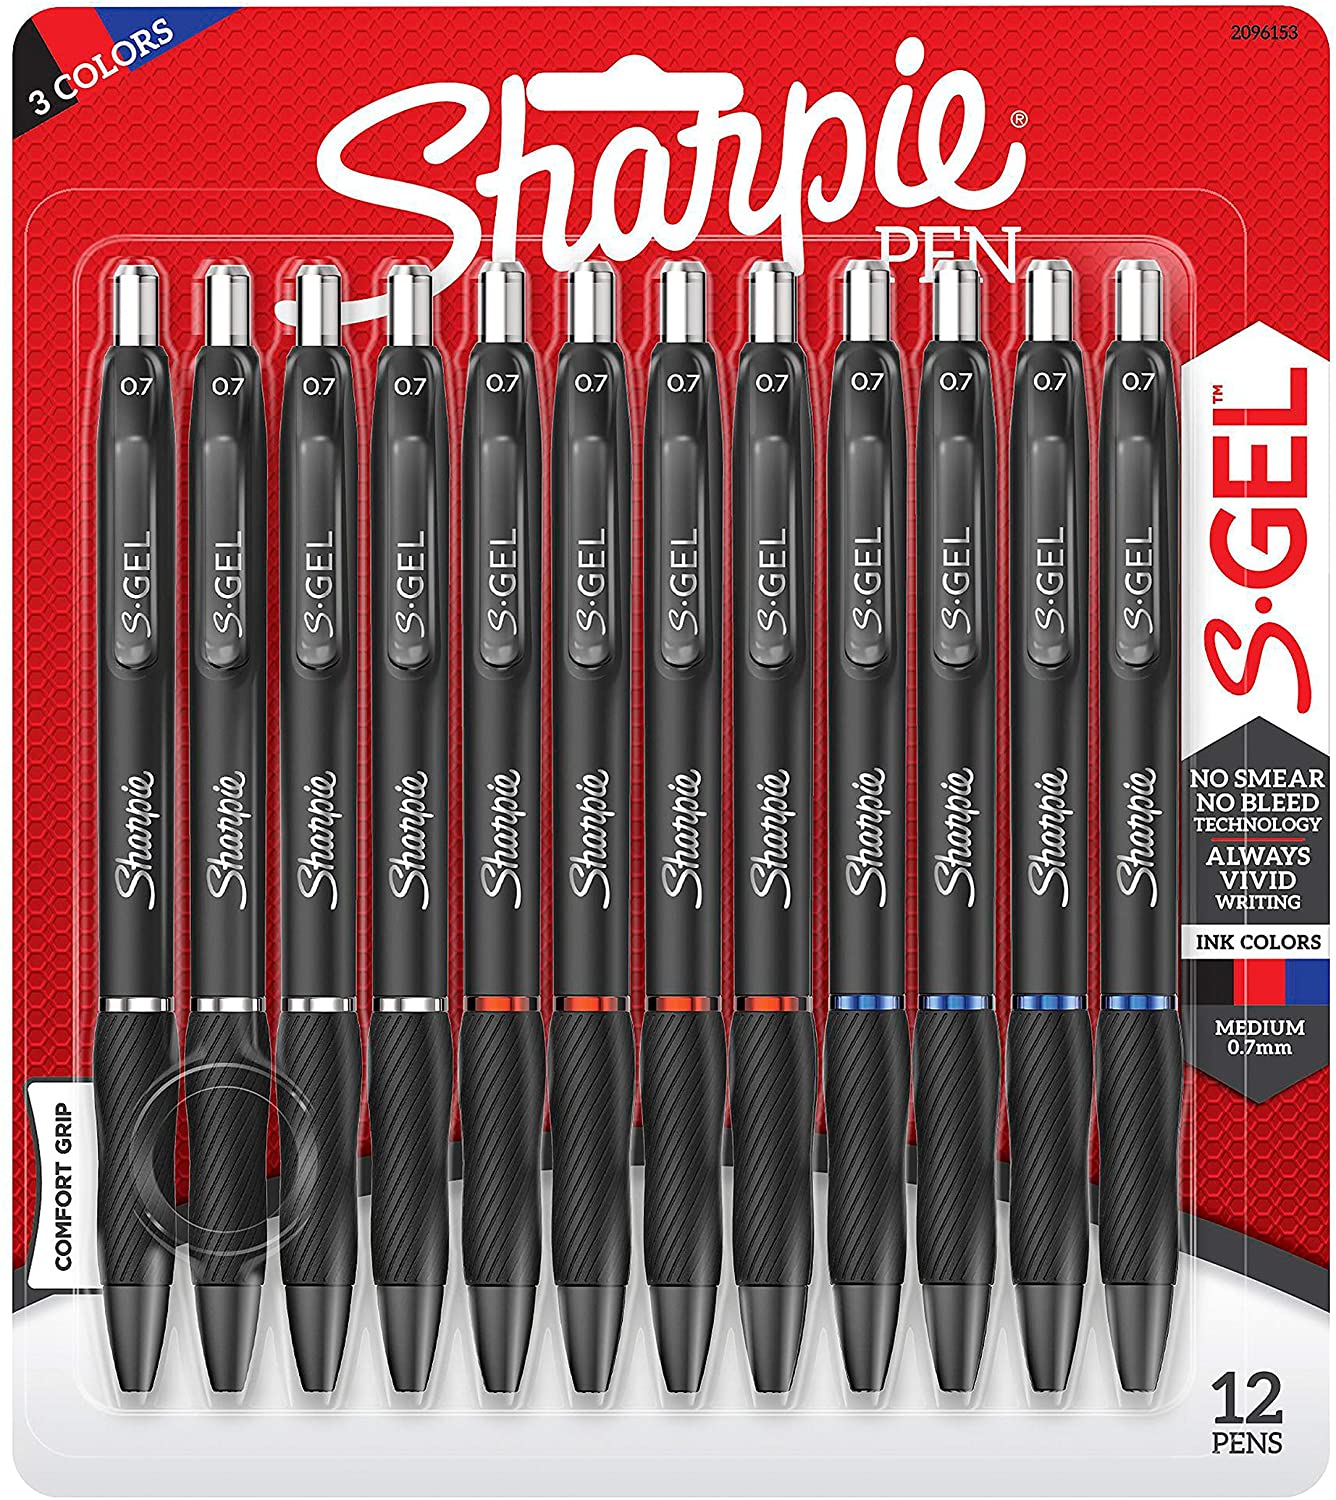 3 COLORS
2096153
Sharpie®
PEN
0.7 0.7 0.7 0.7 0.7 0.7 0.7 0.7 0.7 0.7 0.7 0.7
S·GEL S·GEL S·GEL S·GEL S·GEL S·GEL S·GEL S·GEL S·GEL S·GEL S·GEL S·GEL
Sharpie Sharpie Sharpie Sharpie Sharpie Sharpie Sharpie Sharpie Sharpie Sharpie Sharpie Sharpie
S·GEL™
NO SMEAR
NO BLEED
TECHNOLOGY
ALWAYS
VIVID
WRITING
INK COLORS
MEDIUM
0.7mm
COMFORT GRIP
12
PENS